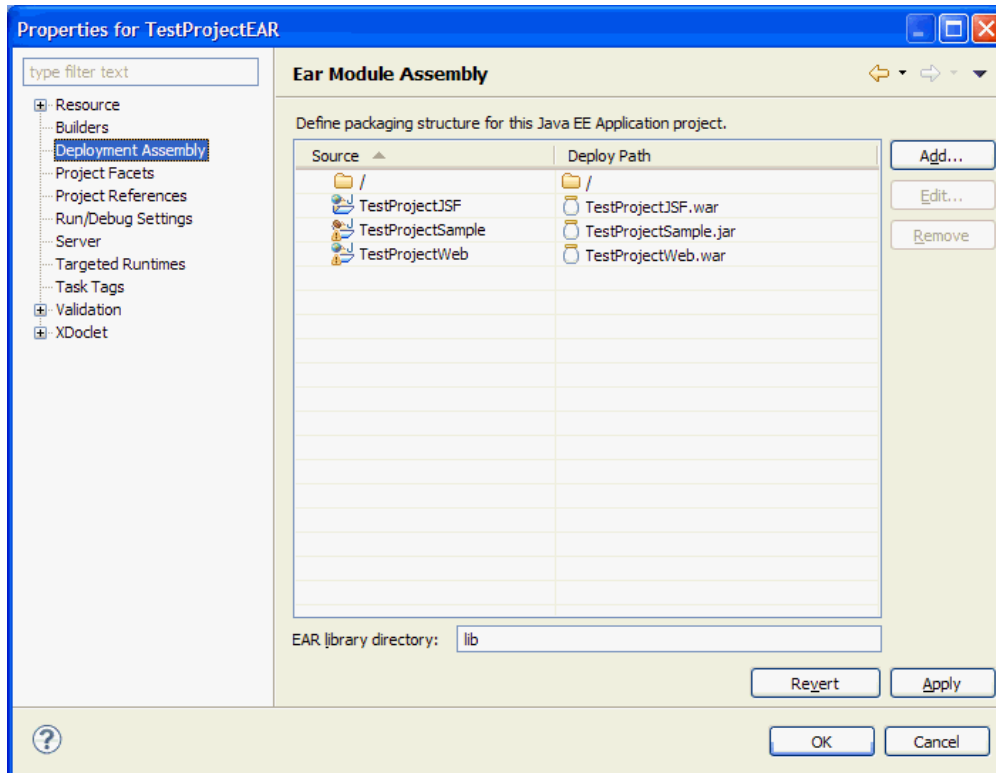 Properties for TestProjectEAR
type filter text
Resource
Builders
Deployment Assembly
Project Facets
Project References
Run/Debug Settings
Server
Targeted Runtimes
Task Tags
Validation
XDoclet
Ear Module Assembly
Define packaging structure for this Java EE Application project.
Source Deploy Path
/ /
TestProjectJSF TestProjectJSF.war
TestProjectSample TestProjectSample.jar
TestProjectWeb TestProjectWeb.war
Add...
Edit...
Remove
EAR library directory: lib
Revert Apply
? OK Cancel